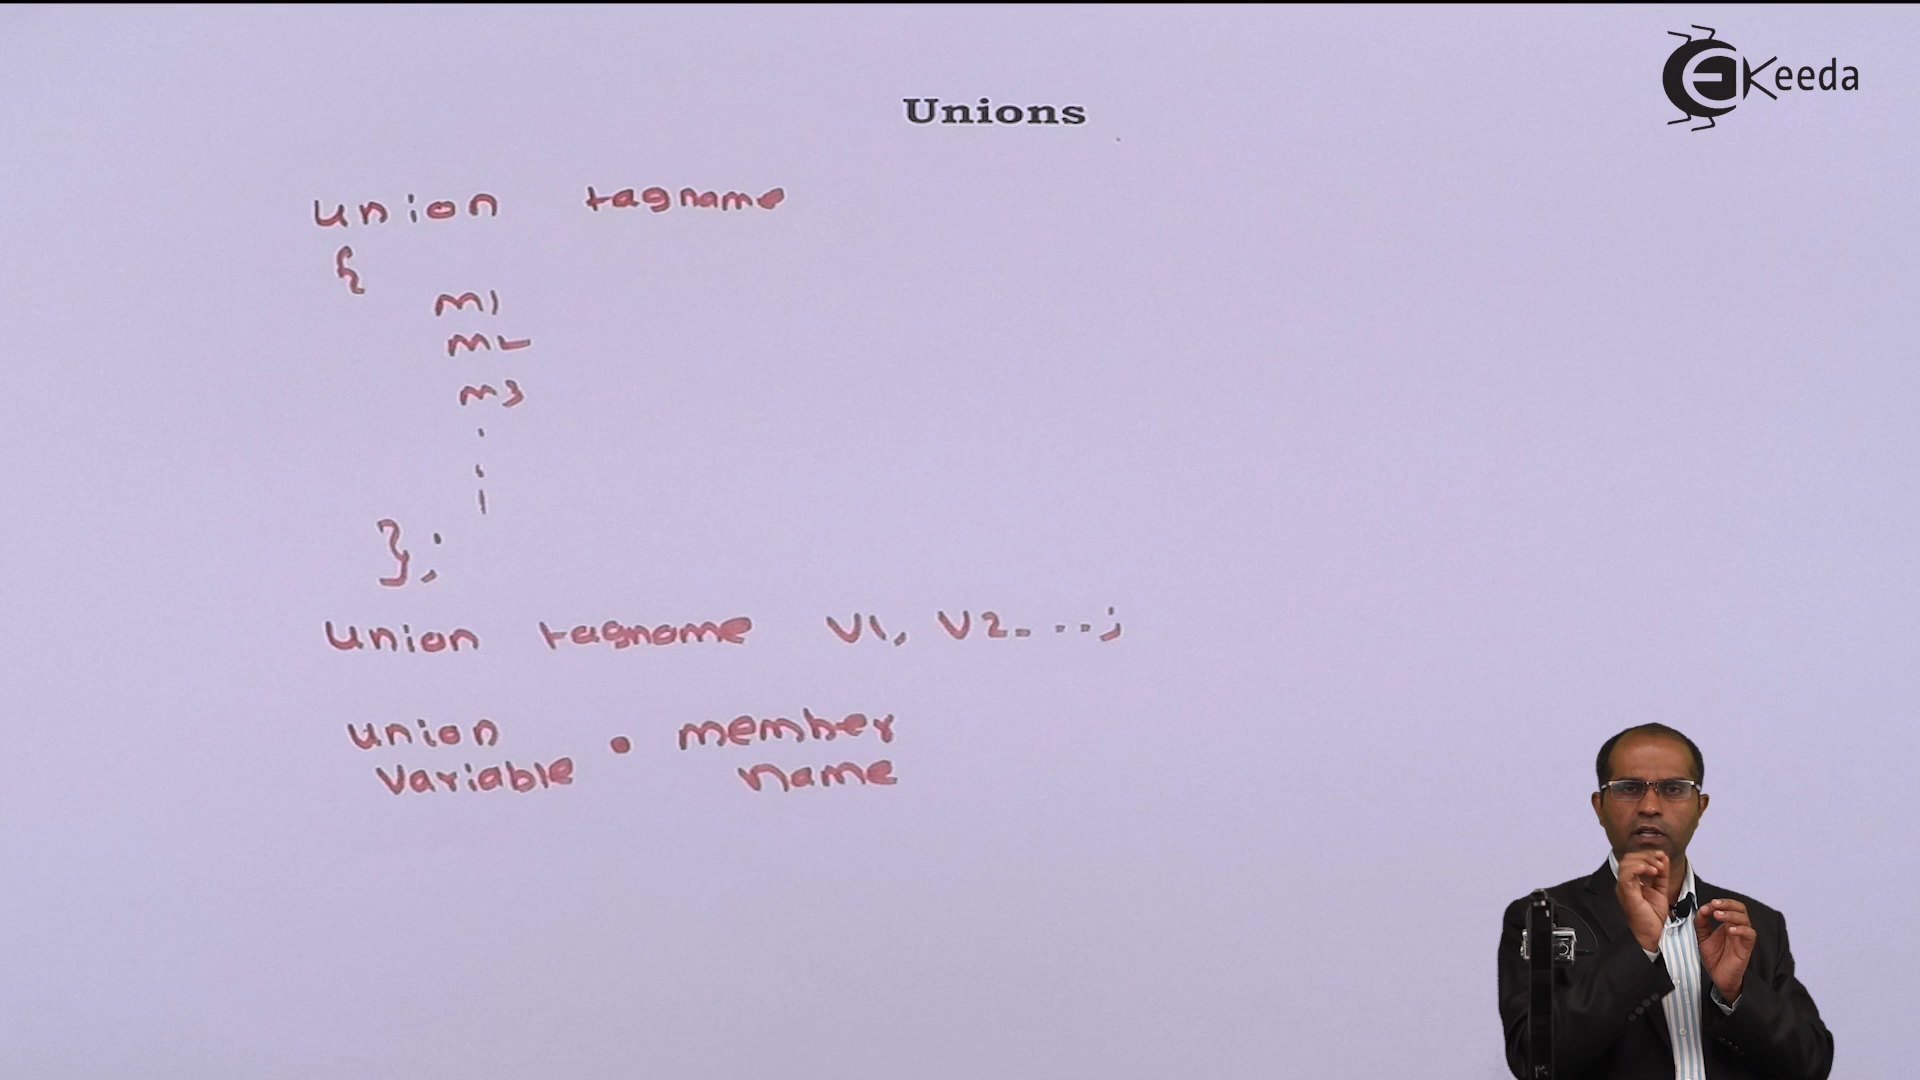 Keeda
Unions
union tagname
{
m1
m2
m3
};
union tagname v1, v2....;
union . member
variable name